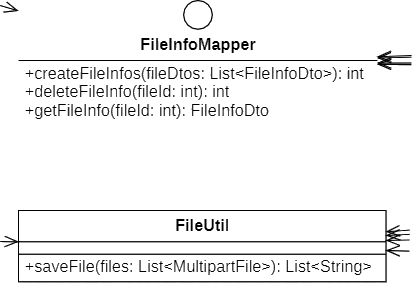 FileInfoMapper
+createFileInfos(fileDtos: List<FileInfoDto>): int
+deleteFileInfo(fileId: int): int
+getFileInfo(fileId: int): FileInfoDto
FileUtil
+saveFile(files: List<MultipartFile>): List<String>